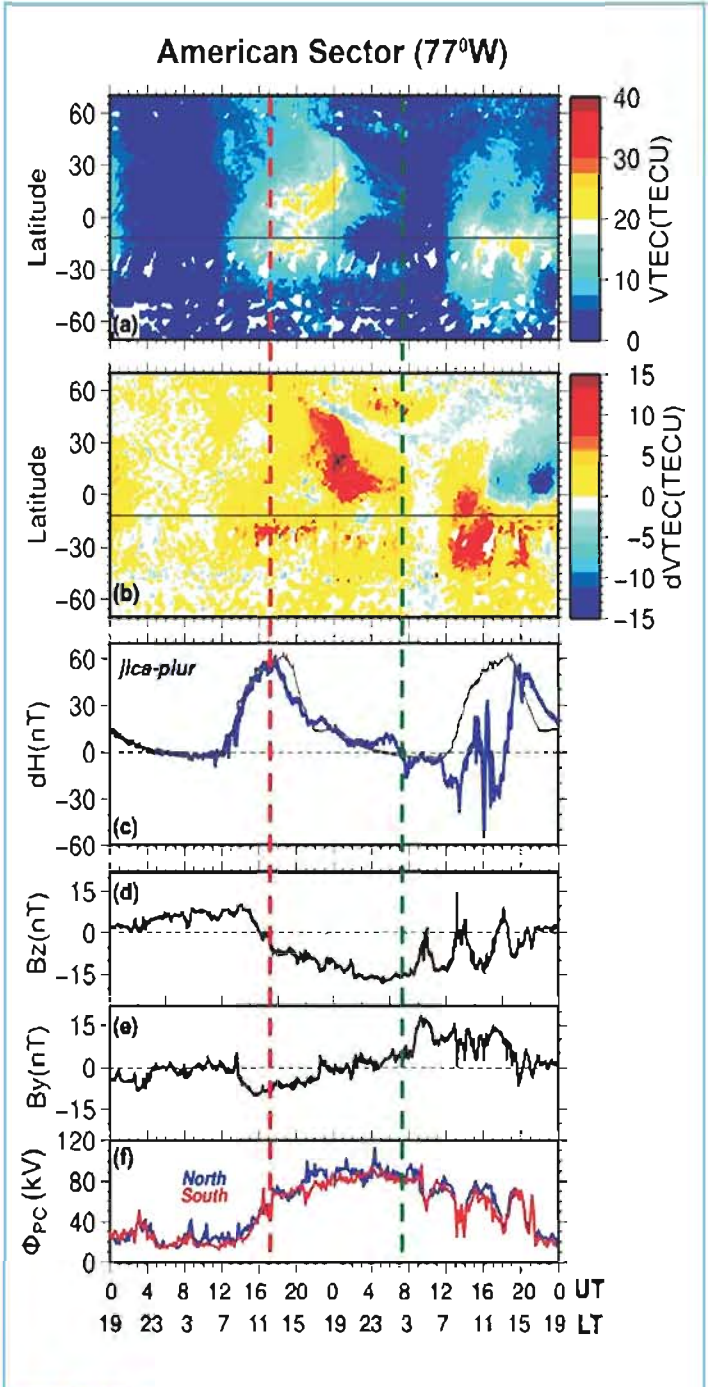 American Sector (77⁰W)
60
30
0
−30
−60
Latitude
(a)
40
30
20
10
0
VTEC(TECU)
60
30
0
−30
−60
Latitude
(b)
15
10
5
0
−5
−10
−15
dVTEC(TECU)
60
30
0
−30
−60
dH(nT)
jica-piur
(c)
15
0
−15
Bz(nT)
(d)
15
0
−15
By(nT)
(e)
120
80
40
0
Φ_PC (kV)
(f)
North
South
0 4 8 12 16 20 0 4 8 12 16 20 0 UT
19 23 3 7 11 15 19 23 3 7 11 15 19 LT